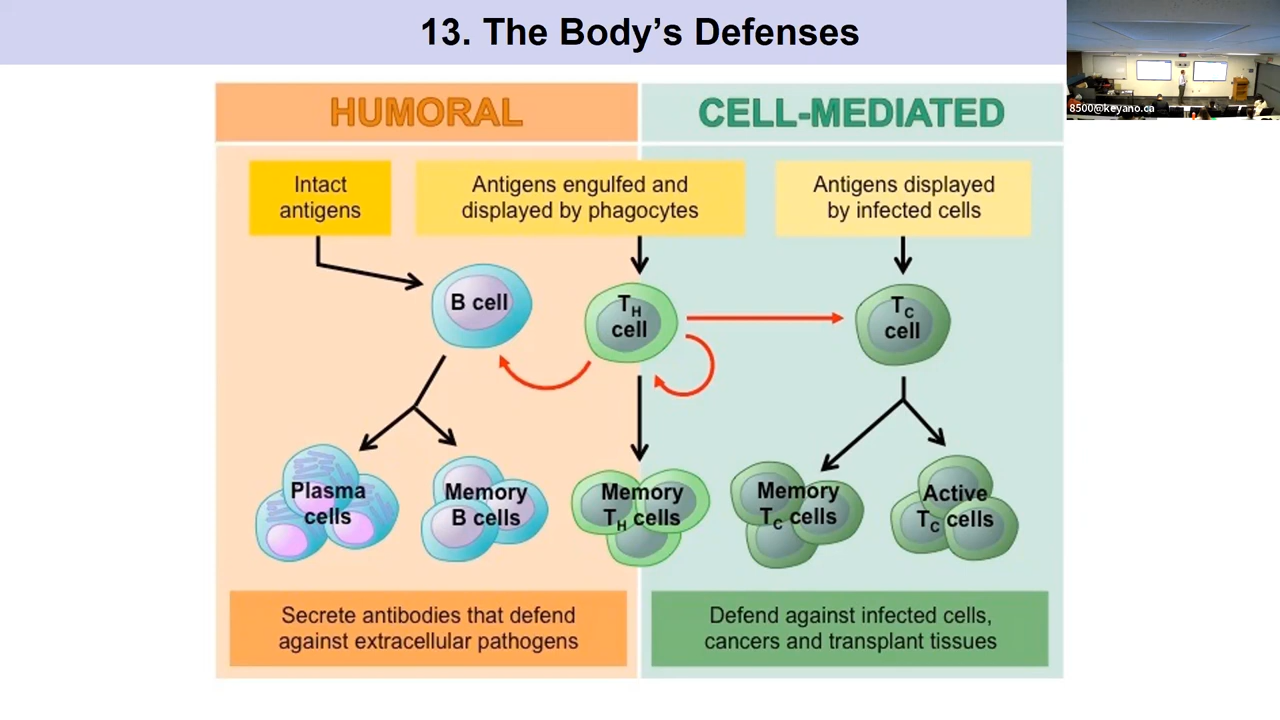 13. The Body’s Defenses
8500@keyano.ca
HUMORAL
CELL-MEDIATED
Intact
antigens
Antigens engulfed and
displayed by phagocytes
Antigens displayed
by infected cells
B cell
TH
cell
TC
cell
Plasma
cells
Memory
B cells
Memory
TH cells
Memory
TC cells
Active
TC cells
Secrete antibodies that defend
against extracellular pathogens
Defend against infected cells,
cancers and transplant tissues